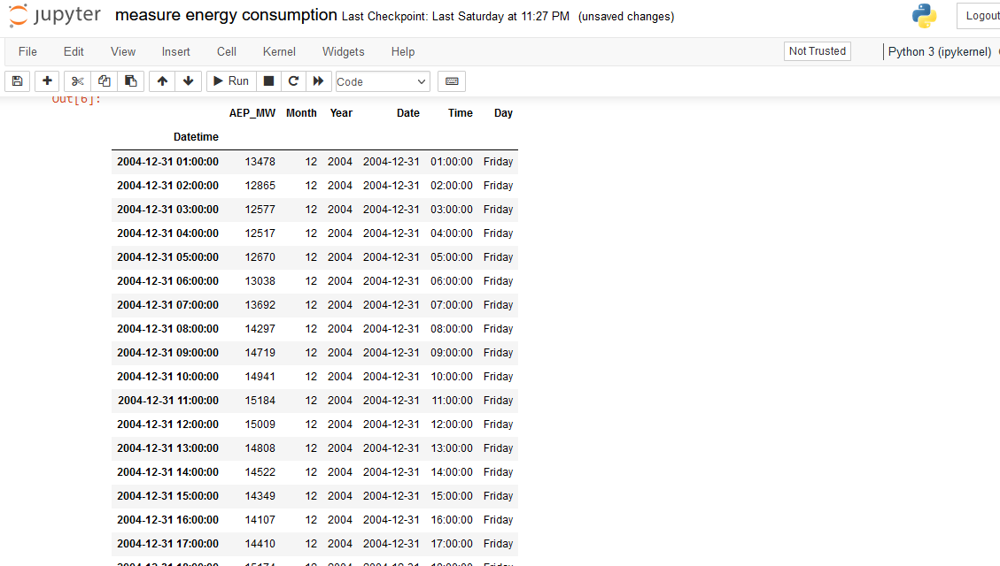 jupyter measure energy consumption Last Checkpoint: Last Saturday at 11:27 PM (unsaved changes) Logout
File Edit View Insert Cell Kernel Widgets Help Not Trusted Python 3 (ipykernel)
Run Code
Out[6]:
AEP_MW Month Year Date Time Day
Datetime
2004-12-31 01:00:00 13478 12 2004 2004-12-31 01:00:00 Friday
2004-12-31 02:00:00 12865 12 2004 2004-12-31 02:00:00 Friday
2004-12-31 03:00:00 12577 12 2004 2004-12-31 03:00:00 Friday
2004-12-31 04:00:00 12517 12 2004 2004-12-31 04:00:00 Friday
2004-12-31 05:00:00 12670 12 2004 2004-12-31 05:00:00 Friday
2004-12-31 06:00:00 13038 12 2004 2004-12-31 06:00:00 Friday
2004-12-31 07:00:00 13692 12 2004 2004-12-31 07:00:00 Friday
2004-12-31 08:00:00 14297 12 2004 2004-12-31 08:00:00 Friday
2004-12-31 09:00:00 14719 12 2004 2004-12-31 09:00:00 Friday
2004-12-31 10:00:00 14941 12 2004 2004-12-31 10:00:00 Friday
2004-12-31 11:00:00 15184 12 2004 2004-12-31 11:00:00 Friday
2004-12-31 12:00:00 15009 12 2004 2004-12-31 12:00:00 Friday
2004-12-31 13:00:00 14808 12 2004 2004-12-31 13:00:00 Friday
2004-12-31 14:00:00 14522 12 2004 2004-12-31 14:00:00 Friday
2004-12-31 15:00:00 14349 12 2004 2004-12-31 15:00:00 Friday
2004-12-31 16:00:00 14107 12 2004 2004-12-31 16:00:00 Friday
2004-12-31 17:00:00 14410 12 2004 2004-12-31 17:00:00 Friday